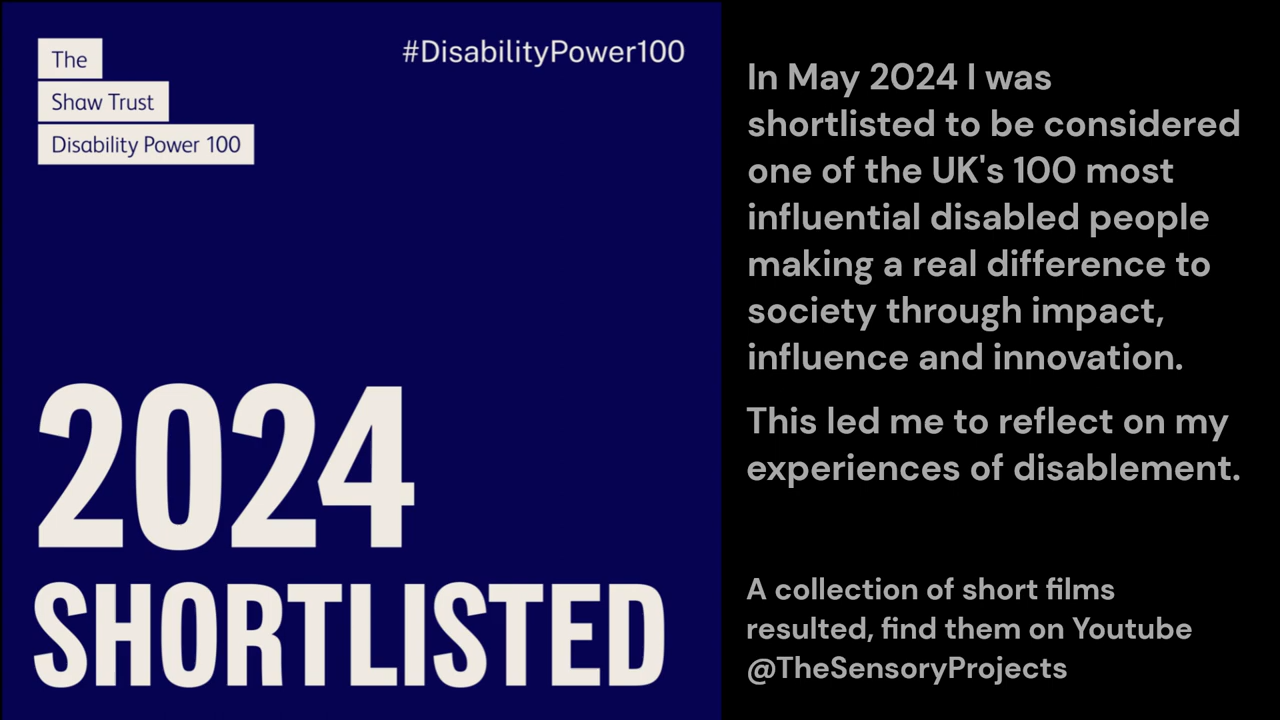 The
Shaw Trust
Disability Power 100
#DisabilityPower100
2024
SHORTLISTED
In May 2024 I was
shortlisted to be considered
one of the UK's 100 most
influential disabled people
making a real difference to
society through impact,
influence and innovation.
This led me to reflect on my
experiences of disablement.
A collection of short films
resulted, find them on Youtube
@TheSensoryProjects